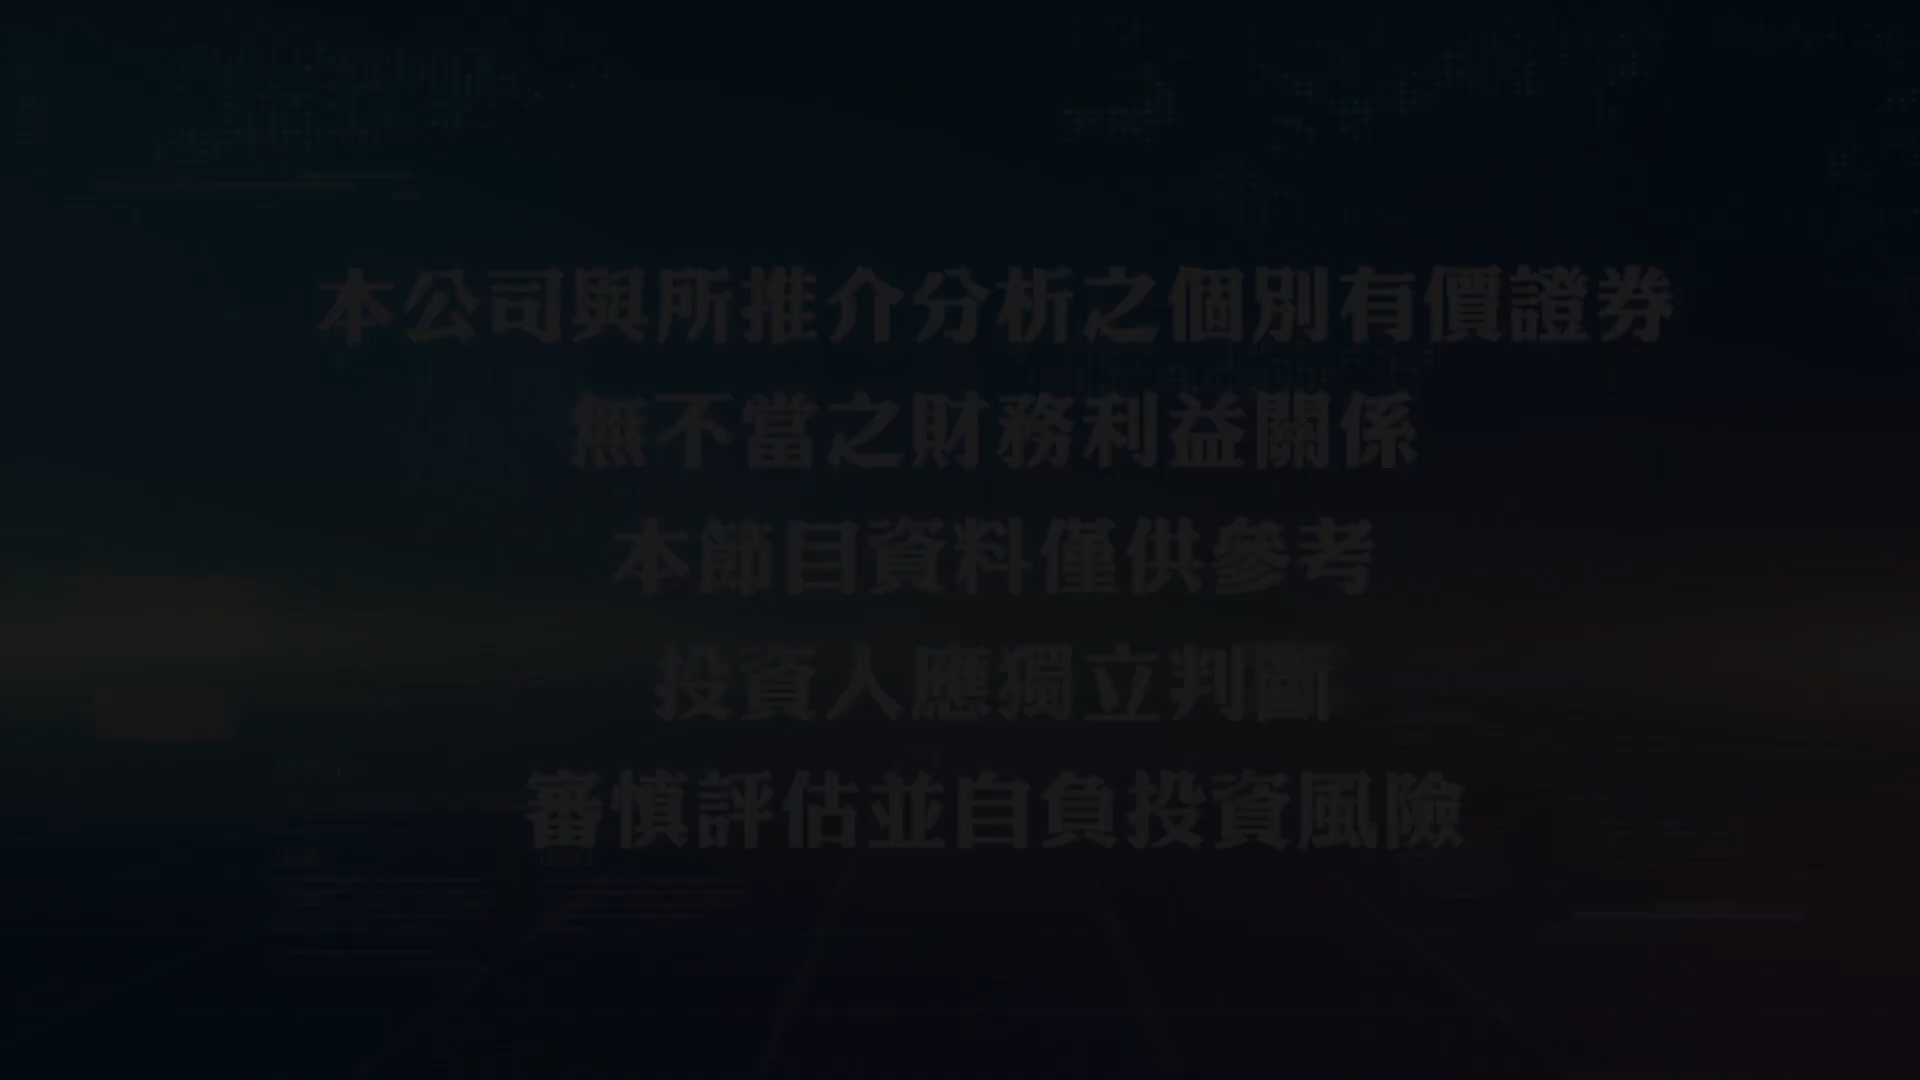 本公司與所推介分析之個別有價證券
無不當之財務利益關係
本節目資料僅供參考
投資人應獨立判斷
審慎評估並自負投資風險